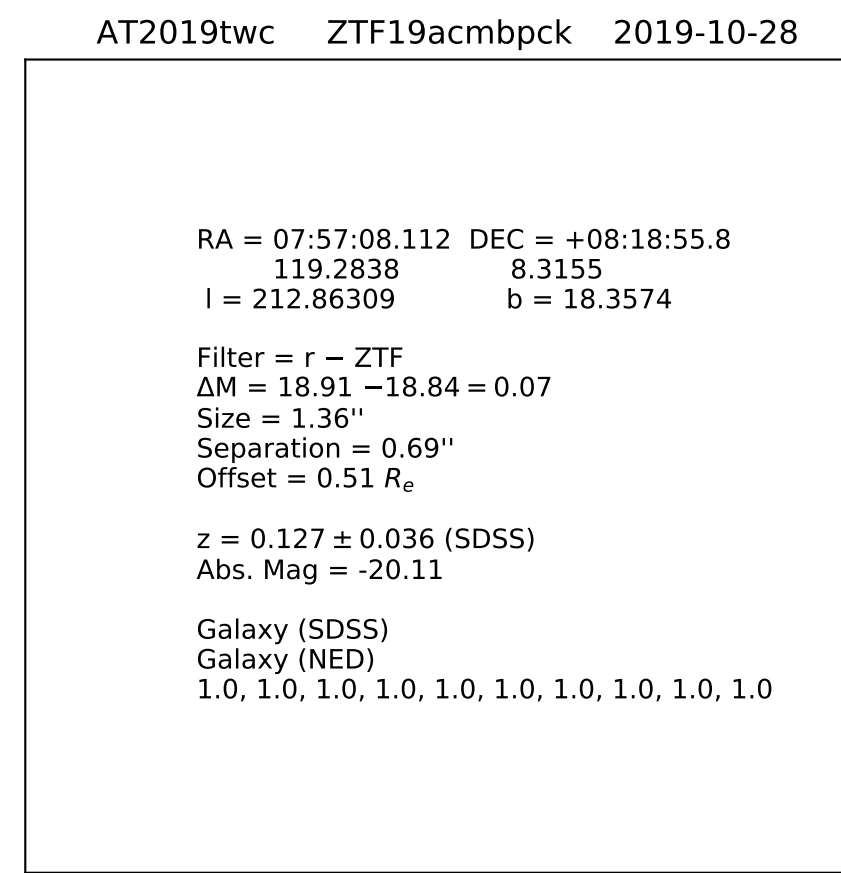 AT2019twc ZTF19acmbpck 2019-10-28
RA = 07:57:08.112 DEC = +08:18:55.8
119.2838 8.3155
l = 212.86309 b = 18.3574
Filter = r − ZTF
ΔM = 18.91 −18.84 = 0.07
Size = 1.36''
Separation = 0.69''
Offset = 0.51 Rₑ
z = 0.127 ± 0.036 (SDSS)
Abs. Mag = -20.11
Galaxy (SDSS)
Galaxy (NED)
1.0, 1.0, 1.0, 1.0, 1.0, 1.0, 1.0, 1.0, 1.0, 1.0